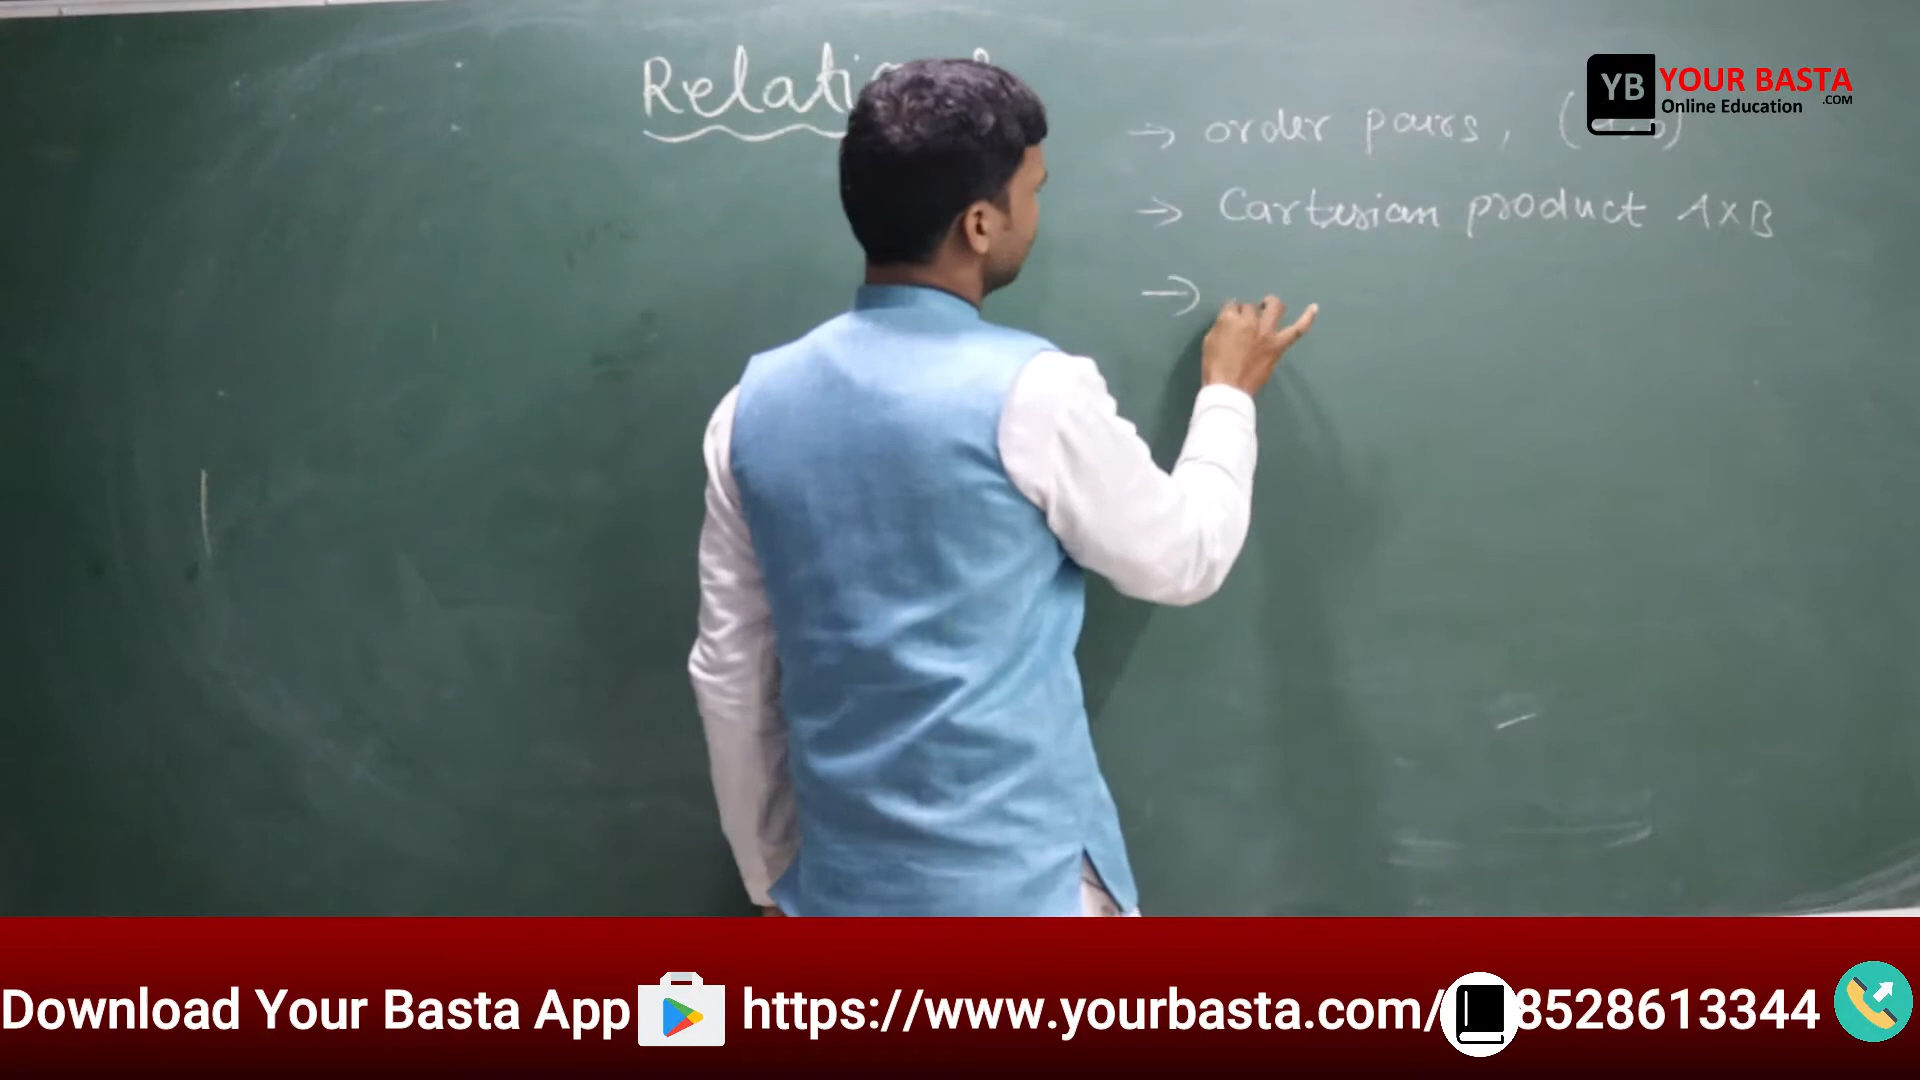 → order pairs,
→ Cartesian product A×B
→
YB YOUR BASTA
Online Education .COM
Download Your Basta App https://www.yourbasta.com/ 8528613344